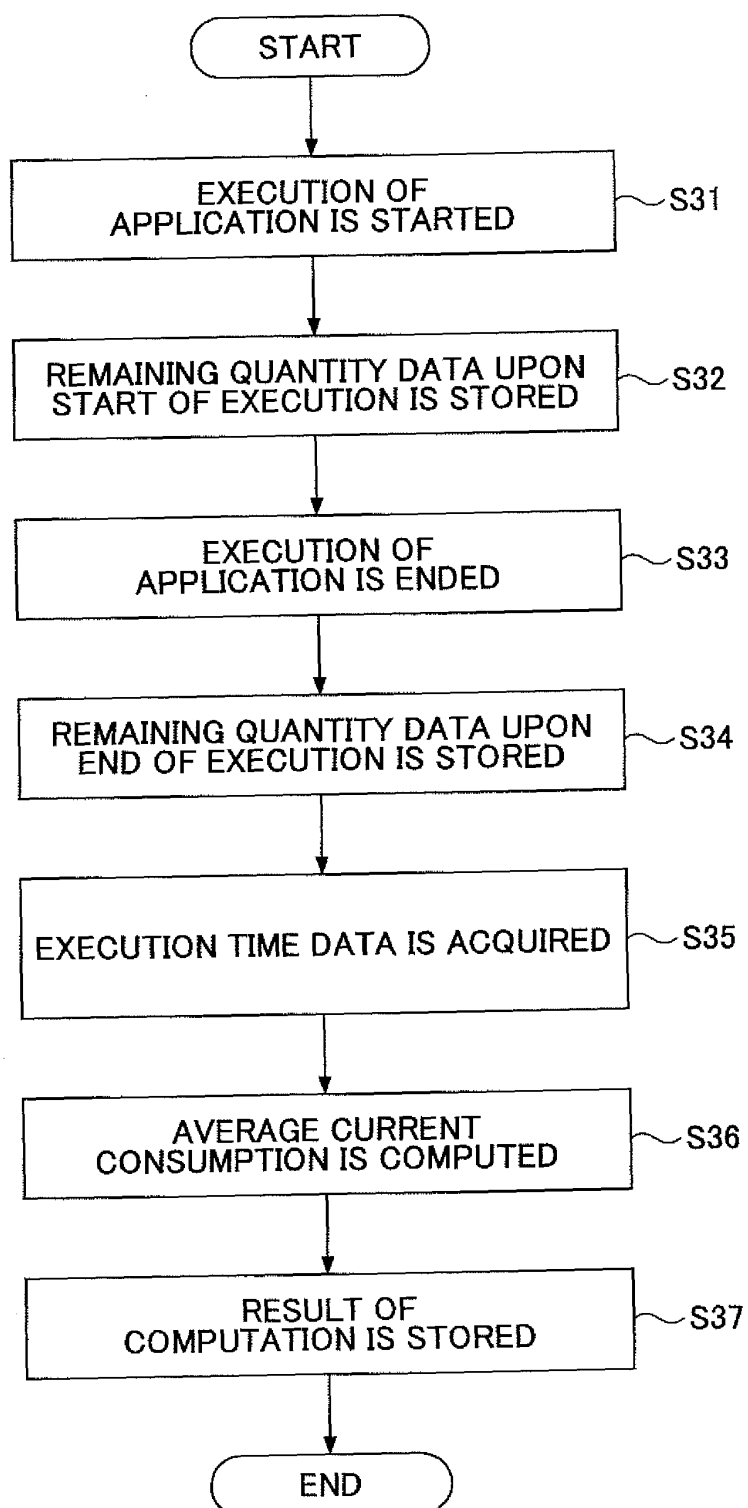 START
EXECUTION OF
APPLICATION IS STARTED
S31
REMAINING QUANTITY DATA UPON
START OF EXECUTION IS STORED
S32
EXECUTION OF
APPLICATION IS ENDED
S33
REMAINING QUANTITY DATA UPON
END OF EXECUTION IS STORED
S34
EXECUTION TIME DATA IS ACQUIRED
S35
AVERAGE CURRENT
CONSUMPTION IS COMPUTED
S36
RESULT OF
COMPUTATION IS STORED
S37
END